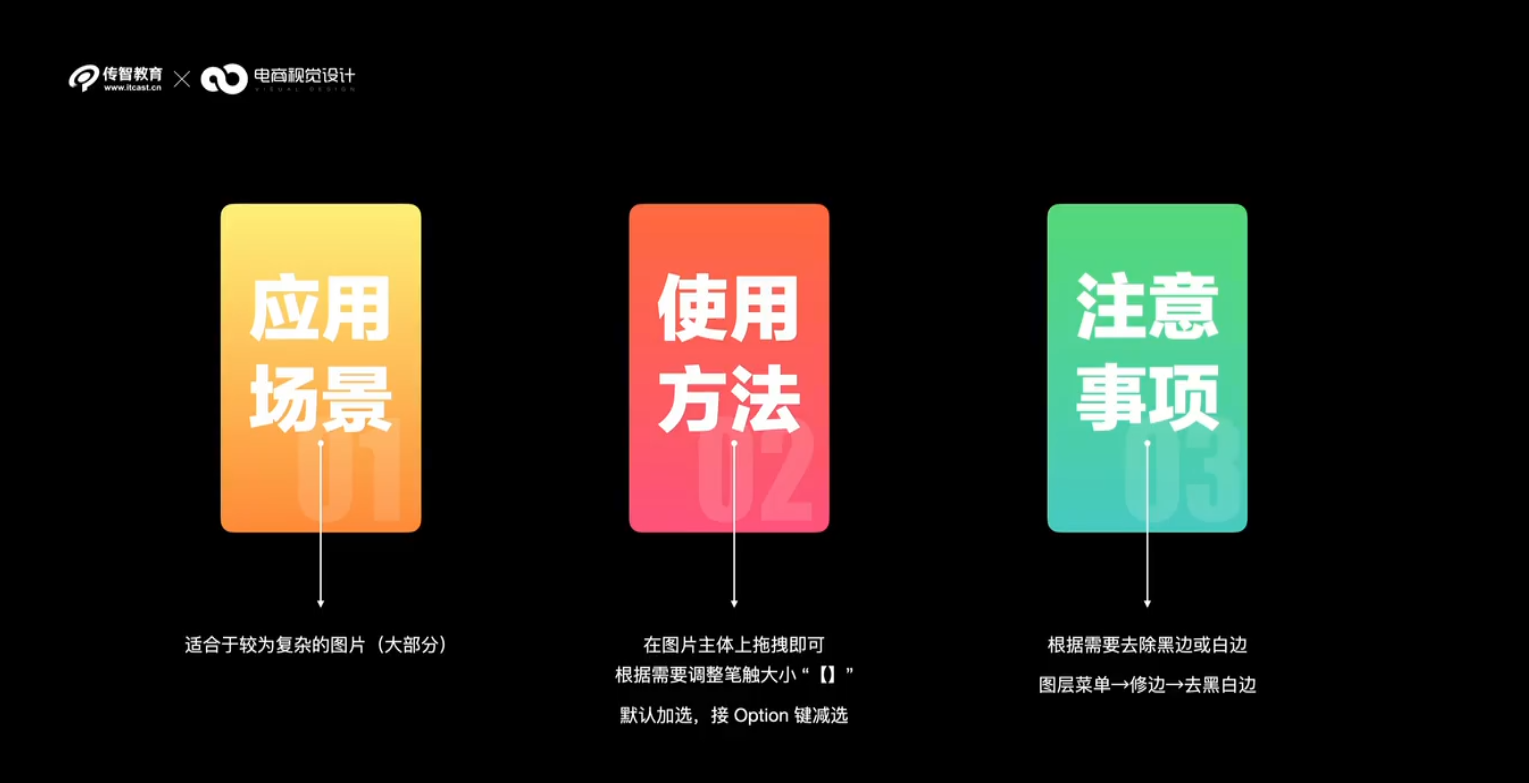 传智教育
www.itcast.cn
电商视觉设计
VISUAL DESIGN
应用
场景
01
适合于较为复杂的图片（大部分）
使用
方法
02
在图片主体上拖拽即可
根据需要调整笔触大小 “【】”
默认加选，接 Option 键减选
注意
事项
03
根据需要去除黑边或白边
图层菜单→修边→去黑白边